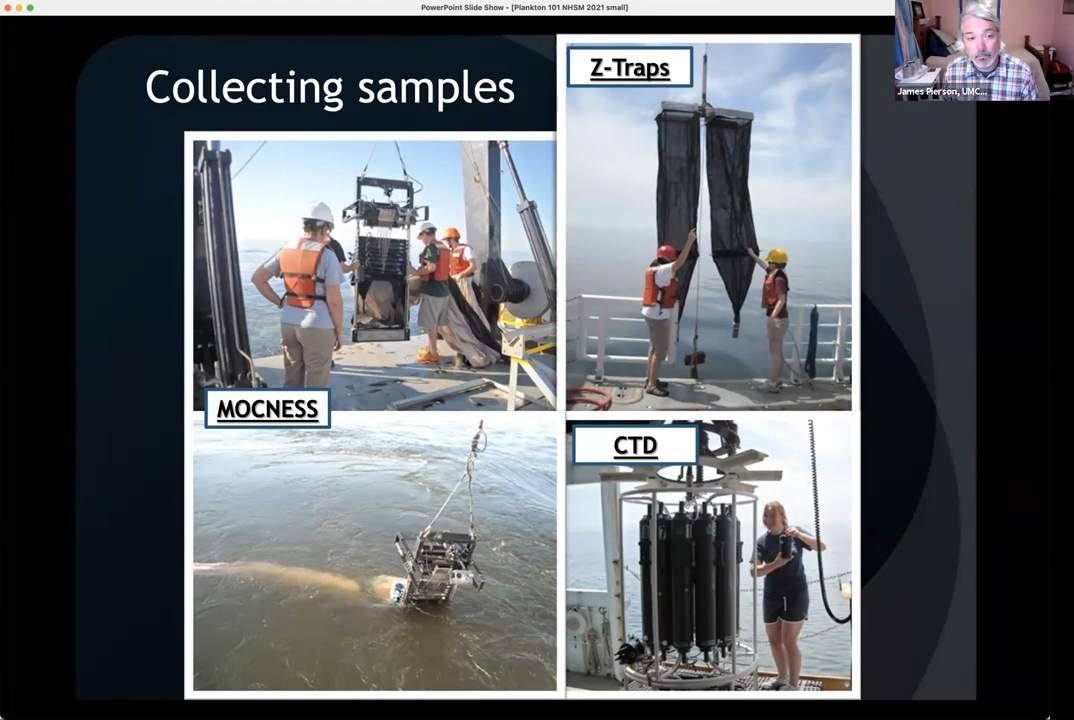 PowerPoint Slide Show - [Plankton 101 NHSM 2021 small]
James Pierson, UMC...
Collecting samples
Z-Traps
MOCNESS
CTD